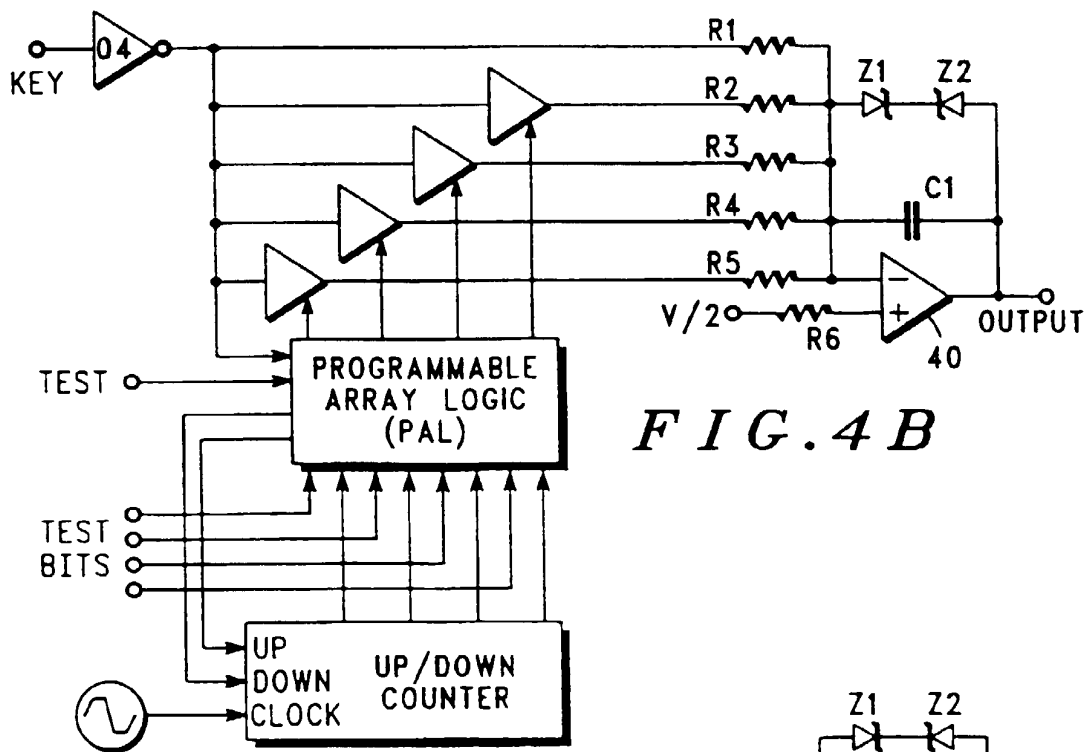 R1
Q4
KEY
Z1 Z2
R2
R3
C1
R4
R5
−
V/2
+
R6
OUTPUT
40
PROGRAMMABLE
ARRAY LOGIC
(PAL)
TEST
FIG.4B
TEST
BITS
UP
DOWN
CLOCK
UP/DOWN
COUNTER
Z1 Z2